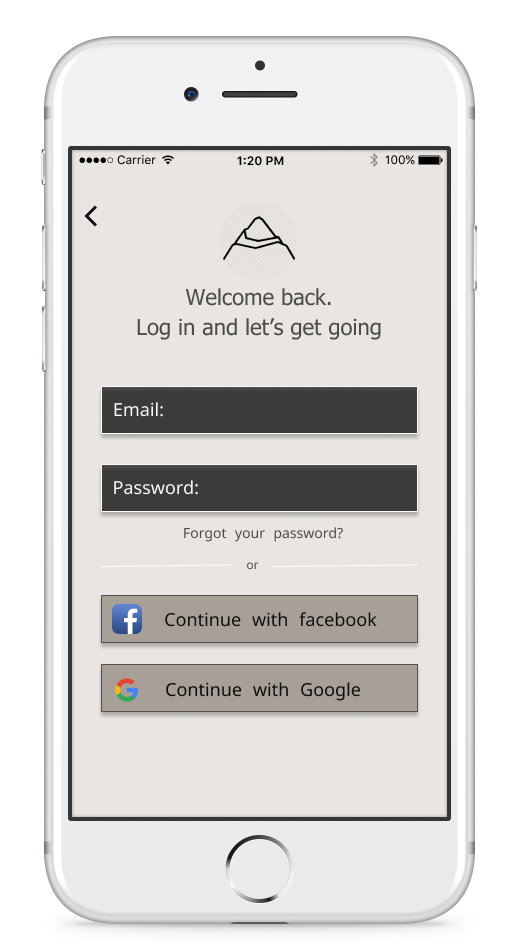 Carrier 1:20 PM 100%
Welcome back.
Log in and let's get going
Email:
Password:
Forgot your password?
or
f Continue with facebook
G Continue with Google